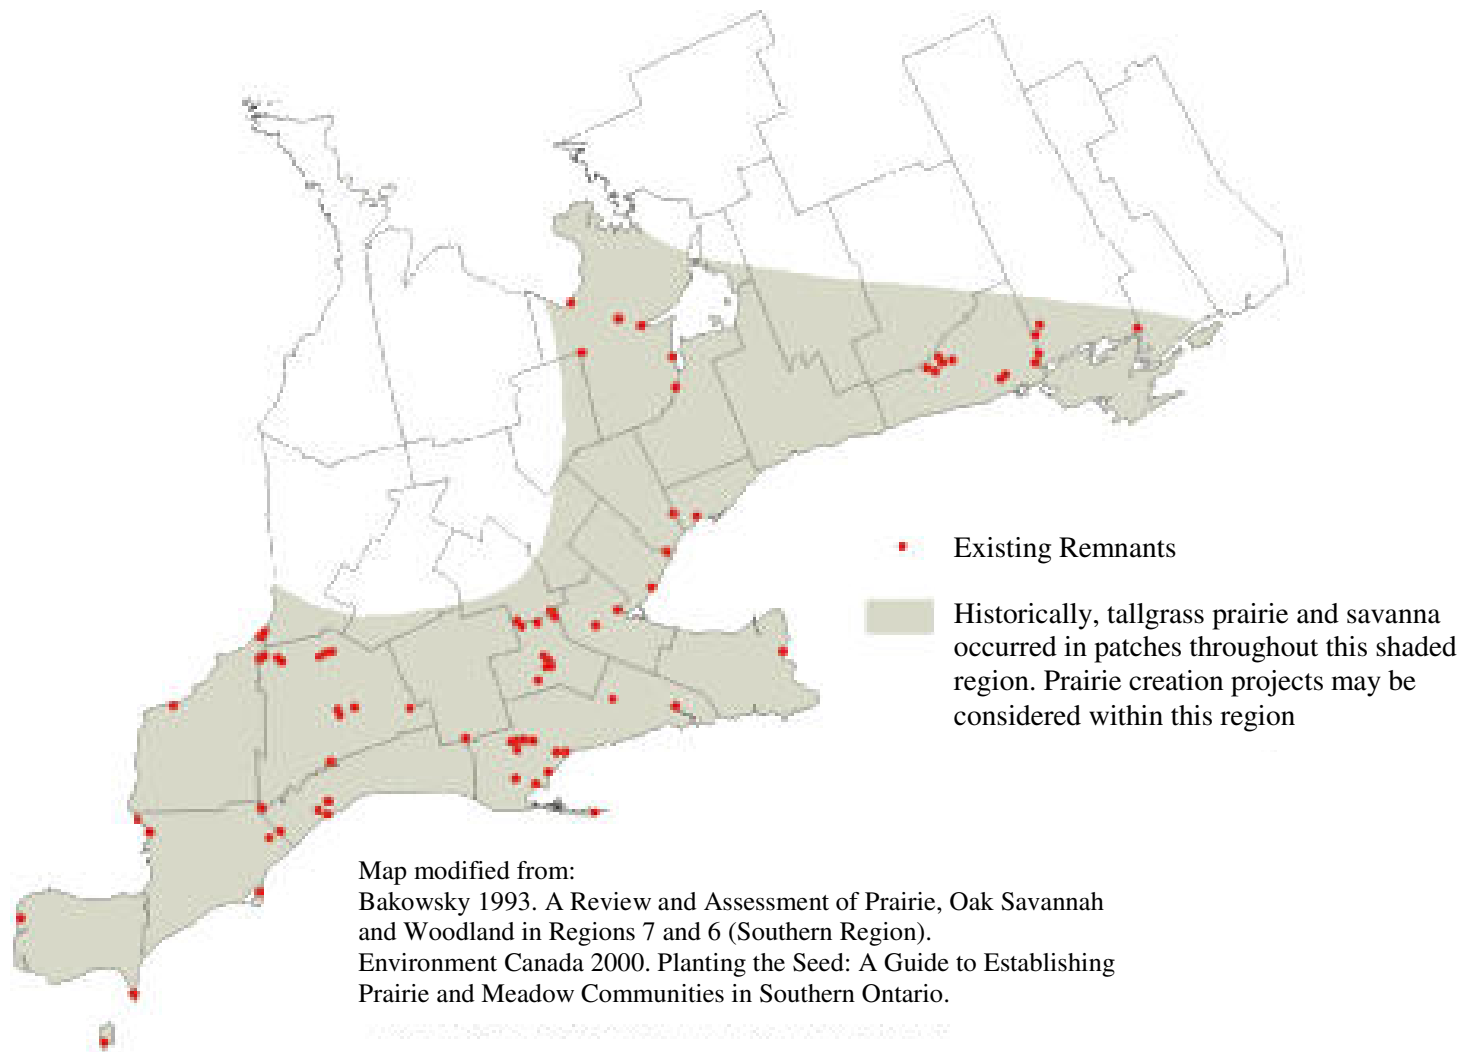 Existing Remnants
Historically, tallgrass prairie and savanna
occurred in patches throughout this shaded
region. Prairie creation projects may be
considered within this region
Map modified from:
Bakowsky 1993. A Review and Assessment of Prairie, Oak Savannah
and Woodland in Regions 7 and 6 (Southern Region).
Environment Canada 2000. Planting the Seed: A Guide to Establishing
Prairie and Meadow Communities in Southern Ontario.